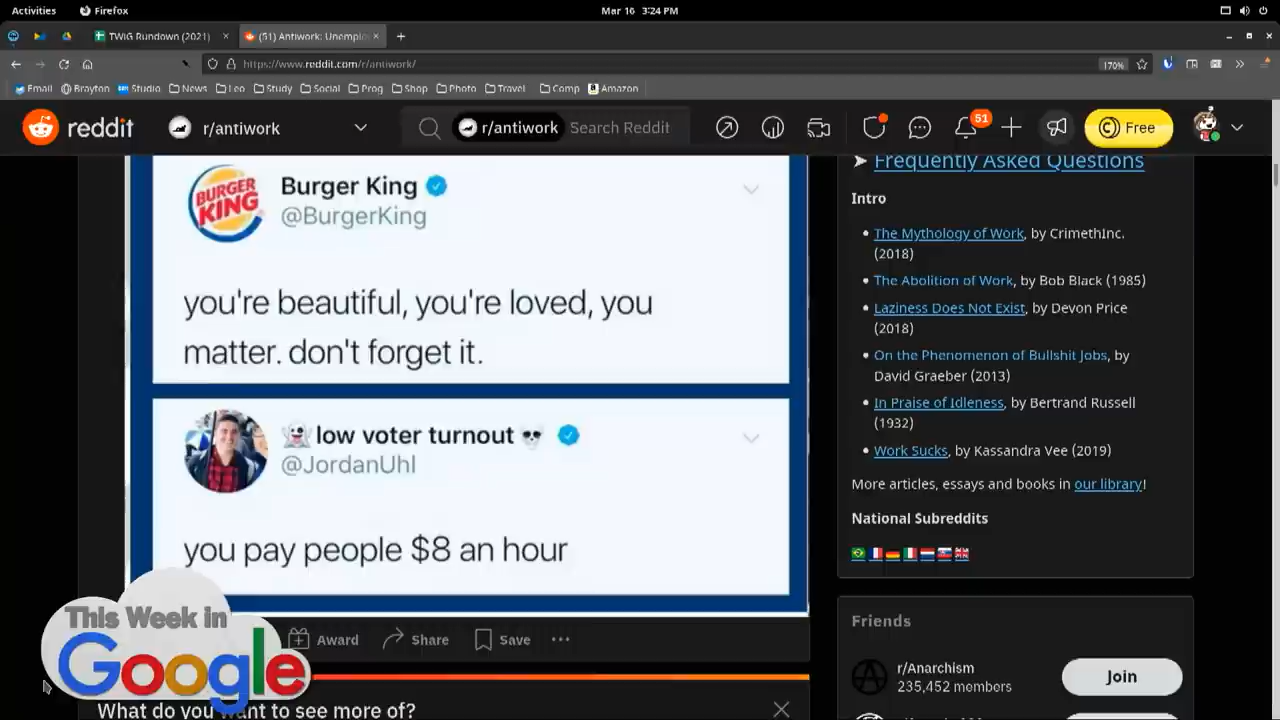 Activities
Firefox
Mar 16 3:24 PM
TWiG Rundown (2021)
(51) Antiwork: Unemplo
https://www.reddit.com/r/antiwork/
170%
Email
Brayton
Studio
News
Leo
Study
Social
Prog
Shop
Photo
Travel
Comp
Amazon
reddit
r/antiwork
r/antiwork
Search Reddit
51
Free
BURGER
KING
Burger King
@BurgerKing
you're beautiful, you're loved, you
matter. don't forget it.
low voter turnout
@JordanUhl
you pay people $8 an hour
Award
Share
Save
This Week in
Google
What do you want to see more of?
➤ Frequently Asked Questions
Intro
The Mythology of Work, by CrimethInc.
(2018)
The Abolition of Work, by Bob Black (1985)
Laziness Does Not Exist, by Devon Price
(2018)
On the Phenomenon of Bullshit Jobs, by
David Graeber (2013)
In Praise of Idleness, by Bertrand Russell
(1932)
Work Sucks, by Kassandra Vee (2019)
More articles, essays and books in our library!
National Subreddits
Friends
r/Anarchism
235,452 members
Join